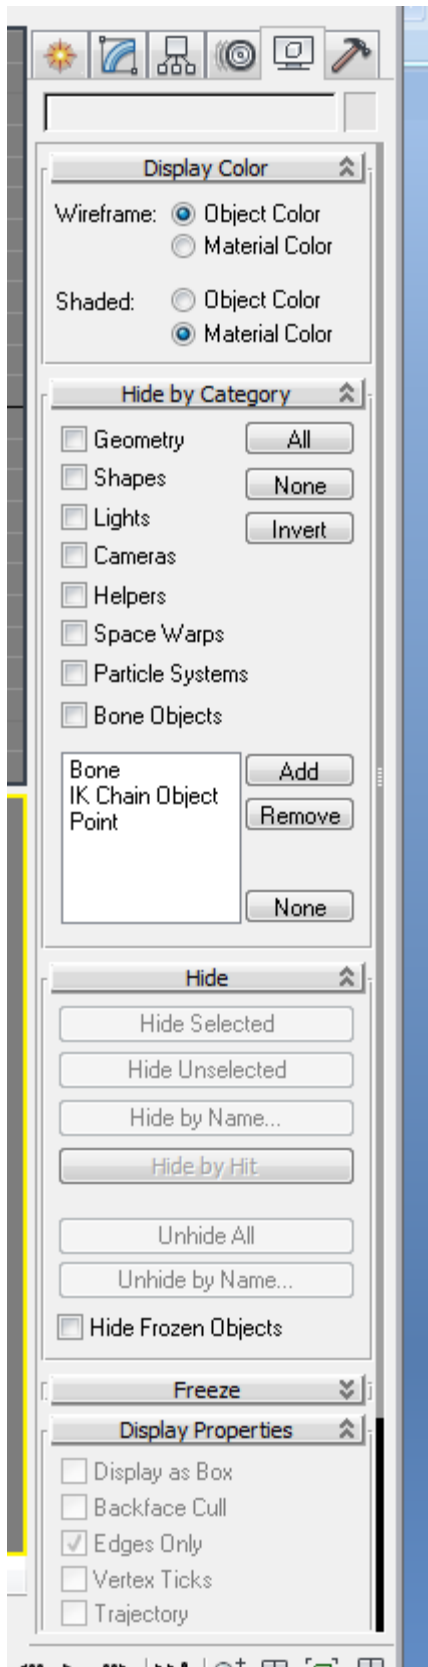 Display Color
Wireframe: Object Color
Material Color
Shaded: Object Color
Material Color
Hide by Category
Geometry All
Shapes None
Lights Invert
Cameras
Helpers
Space Warps
Particle Systems
Bone Objects
Bone Add
IK Chain Object
Point Remove
None
Hide
Hide Selected
Hide Unselected
Hide by Name...
Hide by Hit
Unhide All
Unhide by Name...
Hide Frozen Objects
Freeze
Display Properties
Display as Box
Backface Cull
Edges Only
Vertex Ticks
Trajectory